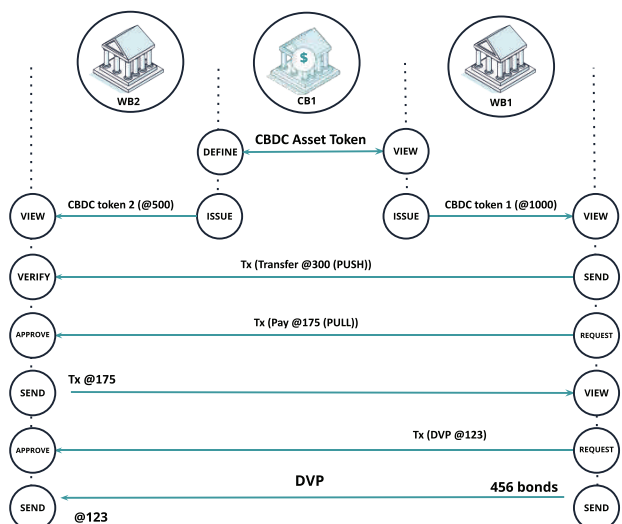 $
WB2
CB1
WB1
DEFINE
CBDC Asset Token
VIEW
VIEW
CBDC token 2 (@500)
ISSUE
ISSUE
CBDC token 1 (@1000)
VIEW
VERIFY
Tx (Transfer @300 (PUSH))
SEND
APPROVE
Tx (Pay @175 (PULL))
REQUEST
SEND
Tx @175
VIEW
APPROVE
Tx (DVP @123)
REQUEST
SEND
DVP
456 bonds
SEND
@123